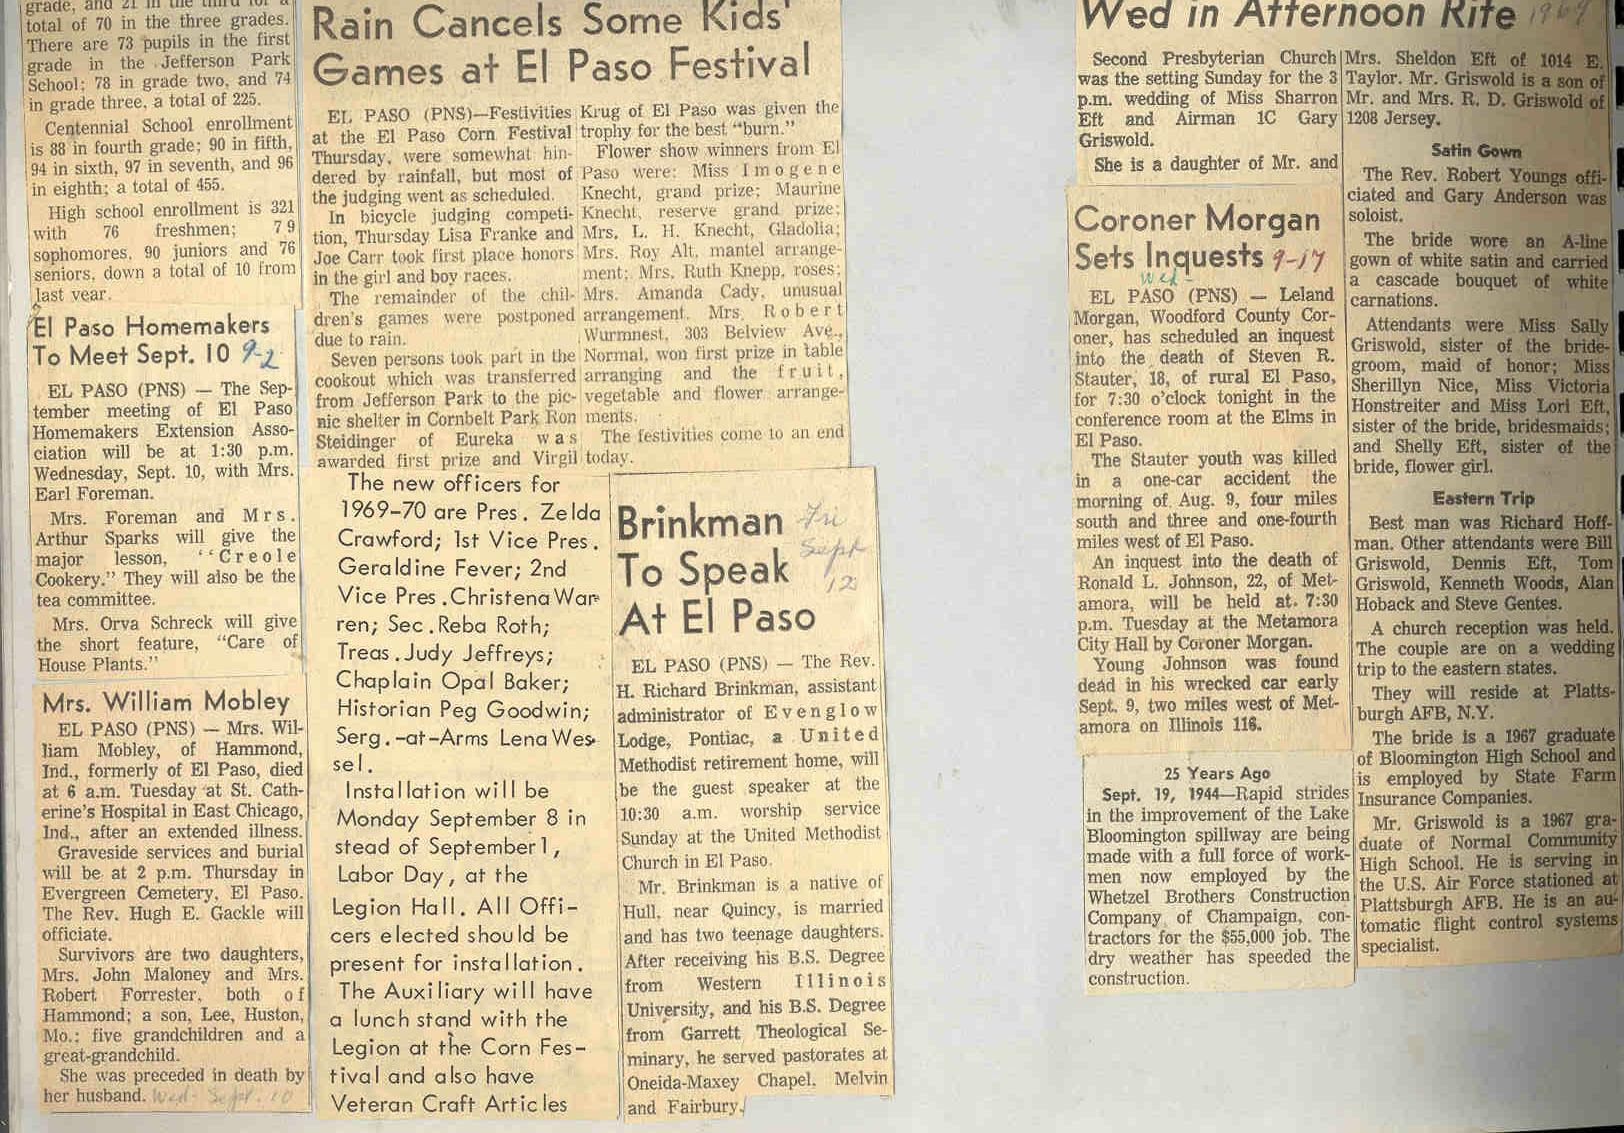 grade, and 21 in the third for a
total of 70 in the three grades.
There are 73 pupils in the first
grade in the Jefferson Park
School; 78 in grade two, and 74
in grade three, a total of 225.
Centennial School enrollment
is 88 in fourth grade; 90 in fifth,
94 in sixth, 97 in seventh, and 96
in eighth; a total of 455.
High school enrollment is 321
with 76 freshmen; 79
sophomores, 90 juniors and 76
seniors, down a total of 10 from
last year.
El Paso Homemakers
To Meet Sept. 10 9-2
EL PASO (PNS) — The Sep-
tember meeting of El Paso
Homemakers Extension Asso-
ciation will be at 1:30 p.m.
Wednesday, Sept. 10, with Mrs.
Earl Foreman.
Mrs. Foreman and Mrs.
Arthur Sparks will give the
major lesson, "Creole
Cookery." They will also be the
tea committee.
Mrs. Orva Schreck will give
the short feature, "Care of
House Plants."
Mrs. William Mobley
EL PASO (PNS) — Mrs. Wil-
liam Mobley, of Hammond,
Ind., formerly of El Paso, died
at 6 a.m. Tuesday at St. Cath-
erine's Hospital in East Chicago,
Ind., after an extended illness.
Graveside services and burial
will be at 2 p.m. Thursday in
Evergreen Cemetery, El Paso.
The Rev. Hugh E. Gackle will
officiate.
Survivors are two daughters,
Mrs. John Maloney and Mrs.
Robert Forrester, both of
Hammond; a son, Lee, Huston,
Mo.; five grandchildren and a
great-grandchild.
She was preceded in death by
her husband. Wed- Sept. 10
Rain Cancels Some Kids'
Games at El Paso Festival
EL PASO (PNS)—Festivities
at the El Paso Corn Festival
Thursday, were somewhat hin-
dered by rainfall, but most of
the judging went as scheduled.
In bicycle judging competi-
tion, Thursday Lisa Franke and
Joe Carr took first place honors
in the girl and boy races.
The remainder of the chil-
dren's games were postponed
due to rain.
Seven persons took part in the
cookout which was transferred
from Jefferson Park to the pic-
nic shelter in Cornbelt Park Ron
Steidinger of Eureka was
awarded first prize and Virgil
Krug of El Paso was given the
trophy for the best "burn."
Flower show winners from El
Paso were: Miss Imogene
Knecht, grand prize; Maurine
Knecht, reserve grand prize;
Mrs. L. H. Knecht, Gladolia;
Mrs. Roy Alt, mantel arrange-
ment; Mrs. Ruth Knepp, roses;
Mrs. Amanda Cady, unusual
arrangement. Mrs. Robert
Wurmnest, 303 Belview Ave.,
Normal, won first prize in table
arranging and the fruit,
vegetable and flower arrange-
ments.
The festivities come to an end
today.
The new officers for
1969-70 are Pres. Zelda
Crawford; 1st Vice Pres.
Geraldine Fever; 2nd
Vice Pres.Christena War-
ren; Sec.Reba Roth;
Treas.Judy Jeffreys;
Chaplain Opal Baker;
Historian Peg Goodwin;
Serg.-at-Arms Lena Wes-
sel.
Installation will be
Monday September 8 in
stead of September1,
Labor Day, at the
Legion Hall. All Offi-
cers elected should be
present for installation.
The Auxiliary will have
a lunch stand with the
Legion at the Corn Fes-
tival and also have
Veteran Craft Articles
Brinkman Fri
To Speak Sept
At El Paso 12
EL PASO (PNS) — The Rev.
H. Richard Brinkman, assistant
administrator of Evenglow
Lodge, Pontiac, a United
Methodist retirement home, will
be the guest speaker at the
10:30 a.m. worship service
Sunday at the United Methodist
Church in El Paso.
Mr. Brinkman is a native of
Hull, near Quincy, is married
and has two teenage daughters.
After receiving his B.S. Degree
from Western Illinois
University, and his B.S. Degree
from Garrett Theological Se-
minary, he served pastorates at
Oneida-Maxey Chapel, Melvin
and Fairbury.
Wed in Afternoon Rite 1969
Second Presbyterian Church
was the setting Sunday for the 3
p.m. wedding of Miss Sharron
Eft and Airman 1C Gary
Griswold.
She is a daughter of Mr. and
Mrs. Sheldon Eft of 1014 E.
Taylor. Mr. Griswold is a son of
Mr. and Mrs. R. D. Griswold of
1208 Jersey.
Satin Gown
The Rev. Robert Youngs offi-
ciated and Gary Anderson was
soloist.
The bride wore an A-line
gown of white satin and carried
a cascade bouquet of white
carnations.
Attendants were Miss Sally
Griswold, sister of the bride-
groom, maid of honor; Miss
Sherillyn Nice, Miss Victoria
Honstreiter and Miss Lori Eft,
sister of the bride, bridesmaids;
and Shelly Eft, sister of the
bride, flower girl.
Eastern Trip
Best man was Richard Hoff-
man. Other attendants were Bill
Griswold, Dennis Eft, Tom
Griswold, Kenneth Woods, Alan
Hoback and Steve Gentes.
A church reception was held.
The couple are on a wedding
trip to the eastern states.
They will reside at Platts-
burgh AFB, N.Y.
The bride is a 1967 graduate
of Bloomington High School and
is employed by State Farm
Insurance Companies.
Mr. Griswold is a 1967 gra-
duate of Normal Community
High School. He is serving in
the U.S. Air Force stationed at
Plattsburgh AFB. He is an au-
tomatic flight control systems
specialist.
Coroner Morgan
Sets Inquests 9-17
Wed-
EL PASO (PNS) — Leland
Morgan, Woodford County Cor-
oner, has scheduled an inquest
into the death of Steven R.
Stauter, 18, of rural El Paso,
for 7:30 o'clock tonight in the
conference room at the Elms in
El Paso.
The Stauter youth was killed
in a one-car accident the
morning of Aug. 9, four miles
south and three and one-fourth
miles west of El Paso.
An inquest into the death of
Ronald L. Johnson, 22, of Met-
amora, will be held at 7:30
p.m. Tuesday at the Metamora
City Hall by Coroner Morgan.
Young Johnson was found
dead in his wrecked car early
Sept. 9, two miles west of Met-
amora on Illinois 116.
25 Years Ago
Sept. 19, 1944—Rapid strides
in the improvement of the Lake
Bloomington spillway are being
made with a full force of work-
men now employed by the
Whetzel Brothers Construction
Company of Champaign, con-
tractors for the $55,000 job. The
dry weather has speeded the
construction.